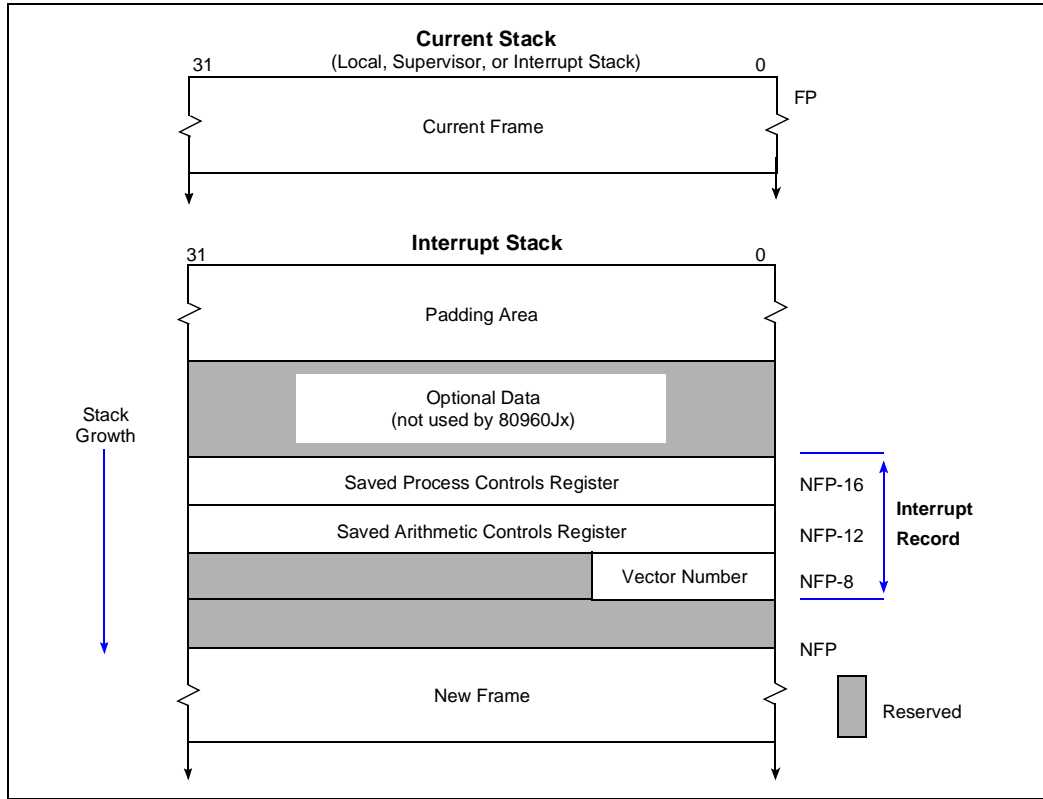 Current Stack
(Local, Supervisor, or Interrupt Stack)
31
0
FP
Current Frame
Interrupt Stack
31
0
Padding Area
Optional Data
(not used by 80960Jx)
Stack
Growth
Saved Process Controls Register
NFP-16
Saved Arithmetic Controls Register
NFP-12
Interrupt
Record
Vector Number
NFP-8
NFP
New Frame
Reserved